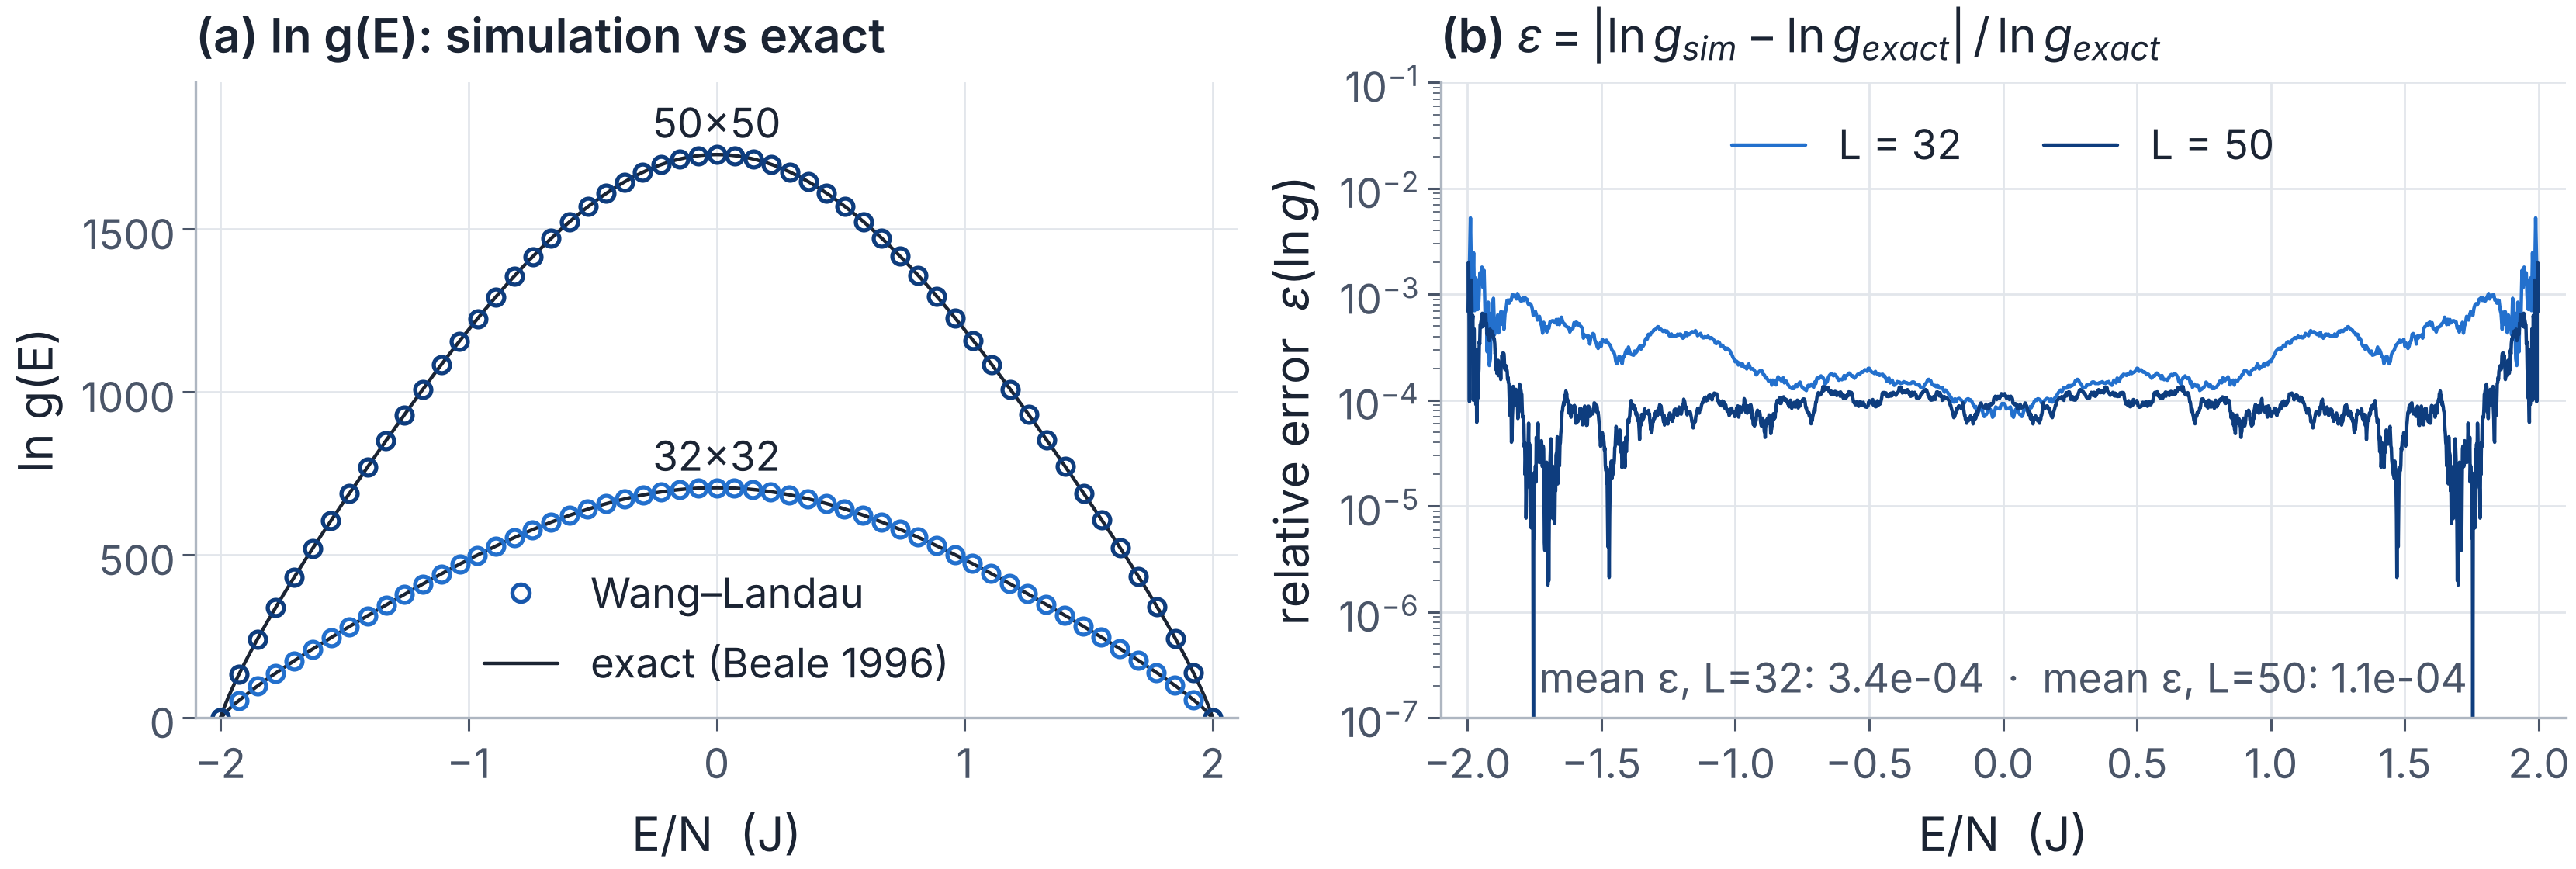 (a) ln g(E): simulation vs exact
50×50
32×32
Wang–Landau
exact (Beale 1996)
ln g(E)
1500
1000
500
0
−2
−1
0
1
2
E/N (J)
(b) ε = |ln g_sim − ln g_exact| / ln g_exact
L = 32
L = 50
relative error ε(ln g)
10⁻¹
10⁻²
10⁻³
10⁻⁴
10⁻⁵
10⁻⁶
10⁻⁷
mean ε, L=32: 3.4e-04 · mean ε, L=50: 1.1e-04
−2.0
−1.5
−1.0
−0.5
0.0
0.5
1.0
1.5
2.0
E/N (J)